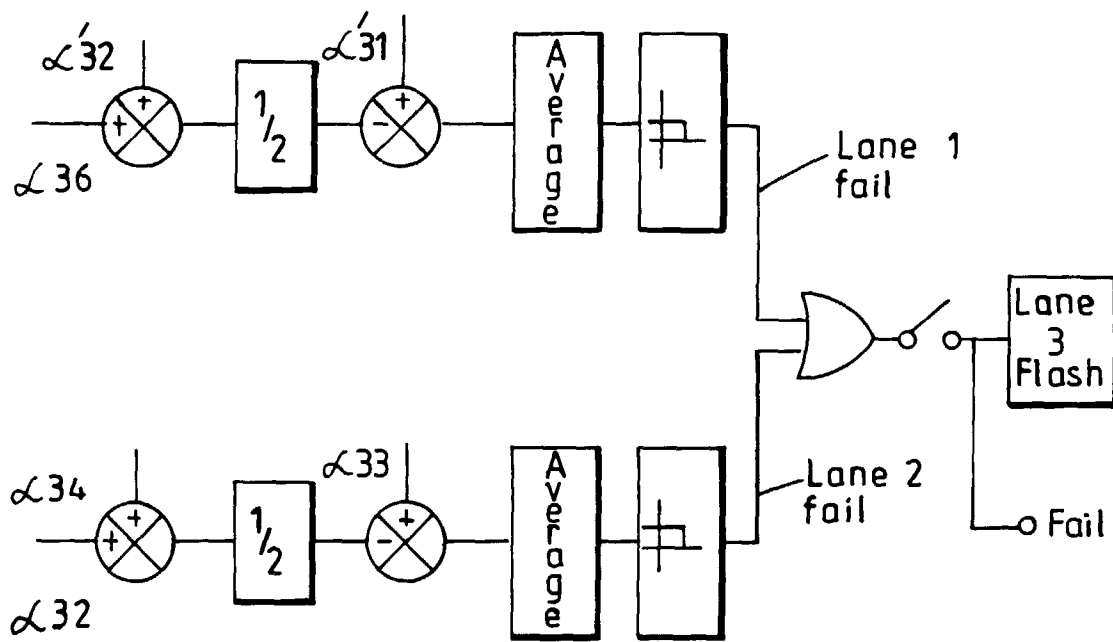 α'32
α'31
+
+
α36
1/2
+
-
Average
Lane 1
fail
Lane
3
Flash
α34
α33
+
+
α32
1/2
+
-
Average
Lane 2
fail
Fail